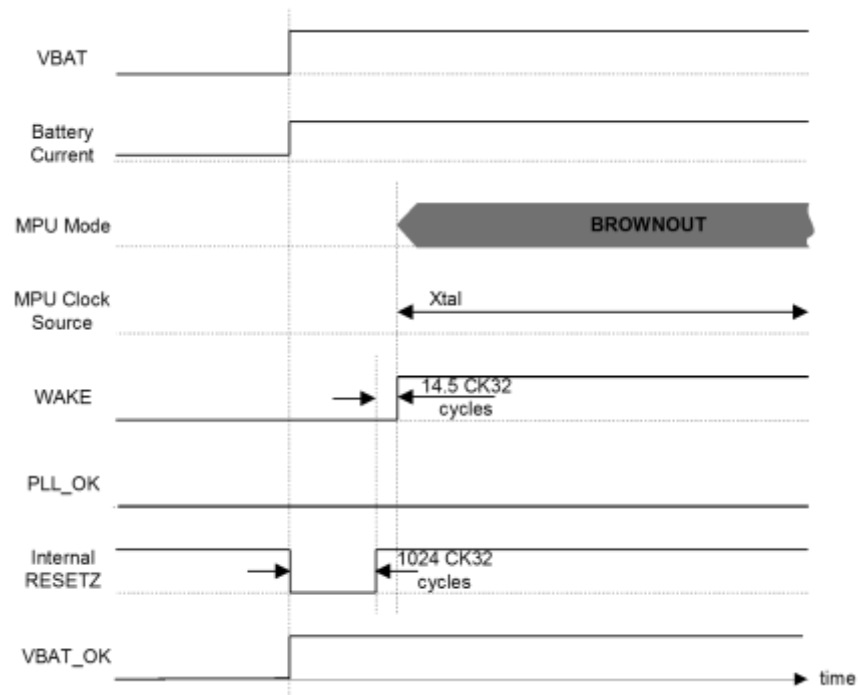 VBAT
Battery
Current
MPU Mode
BROWNOUT
MPU Clock
Source
Xtal
WAKE
14.5 CK32
cycles
PLL_OK
Internal
RESETZ
1024 CK32
cycles
VBAT_OK
time